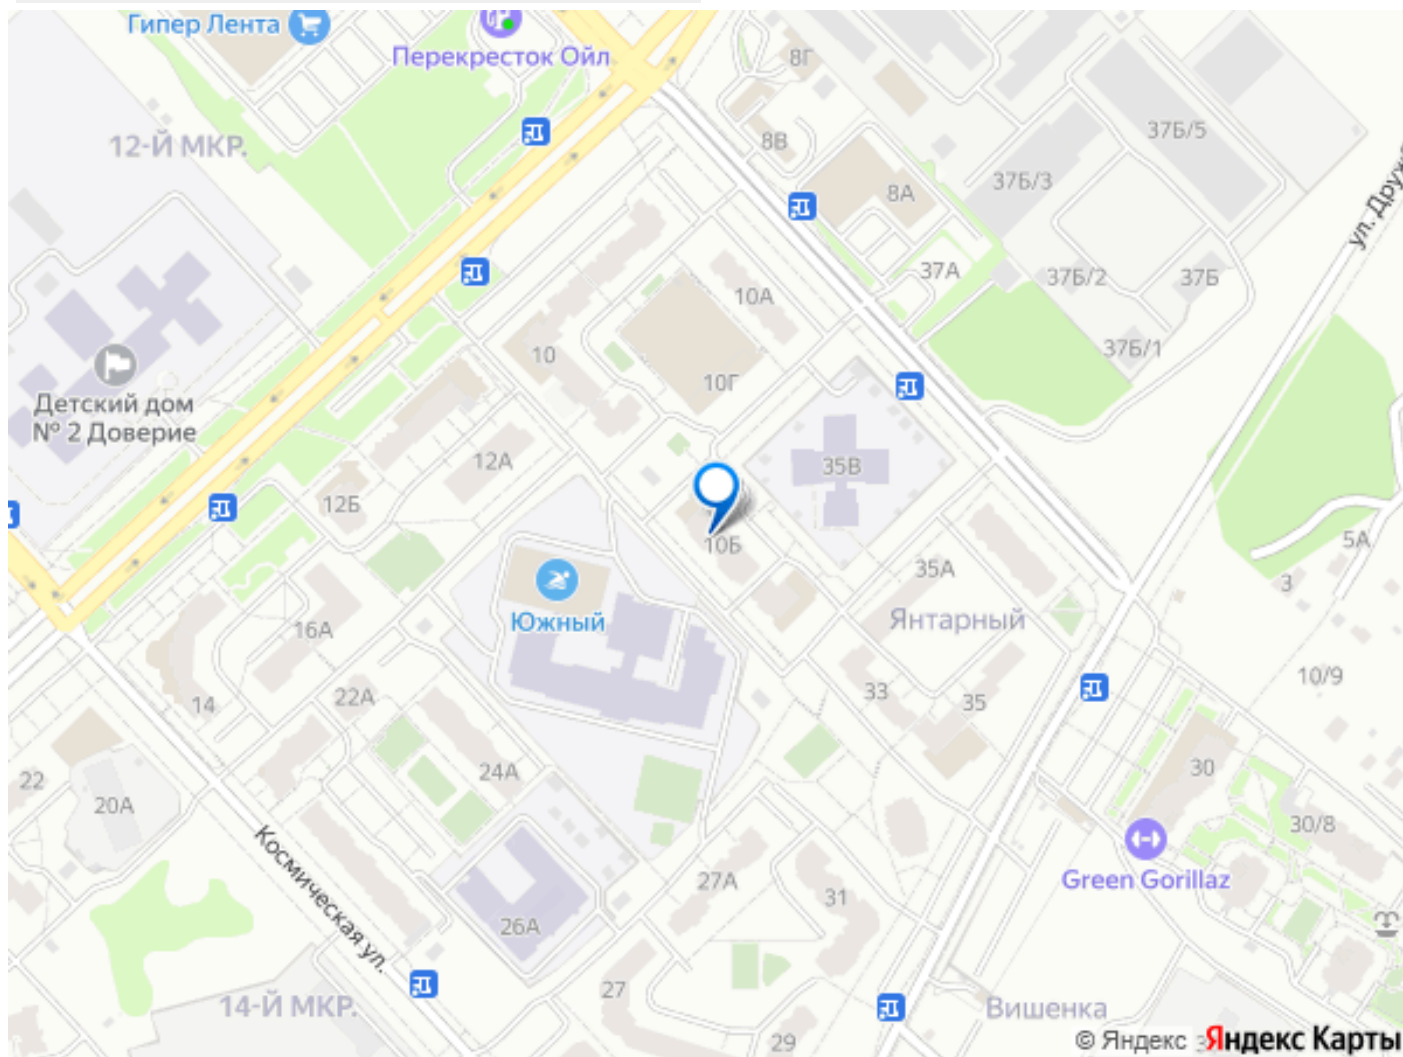 Гипер Лента
Перекресток Ойл
8Г
12-Й МКР.
8В
37Б/5
37Б/3
8А
ул. Друж
37А
37Б/2
37Б
10А
37Б/1
10
10Г
Детский дом
№ 2 Доверие
12А
35В
12Б
10Б
5А
35А
3
Южный
Янтарный
16А
10/9
14
22А
33
35
24А
30
22
20А
30/8
Космическая ул.
27А
Green Gorillaz
31
26А
27
14-Й МКР.
Вишенка
29
© Яндекс
Яндекс Карты